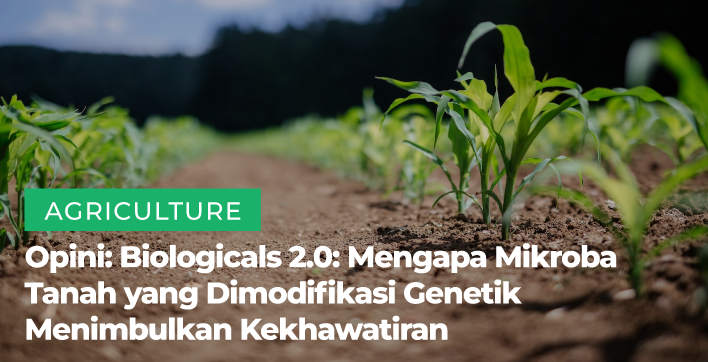 AGRICULTURE
Opini: Biologicals 2.0: Mengapa Mikroba
Tanah yang Dimodifikasi Genetik
Menimbulkan Kekhawatiran